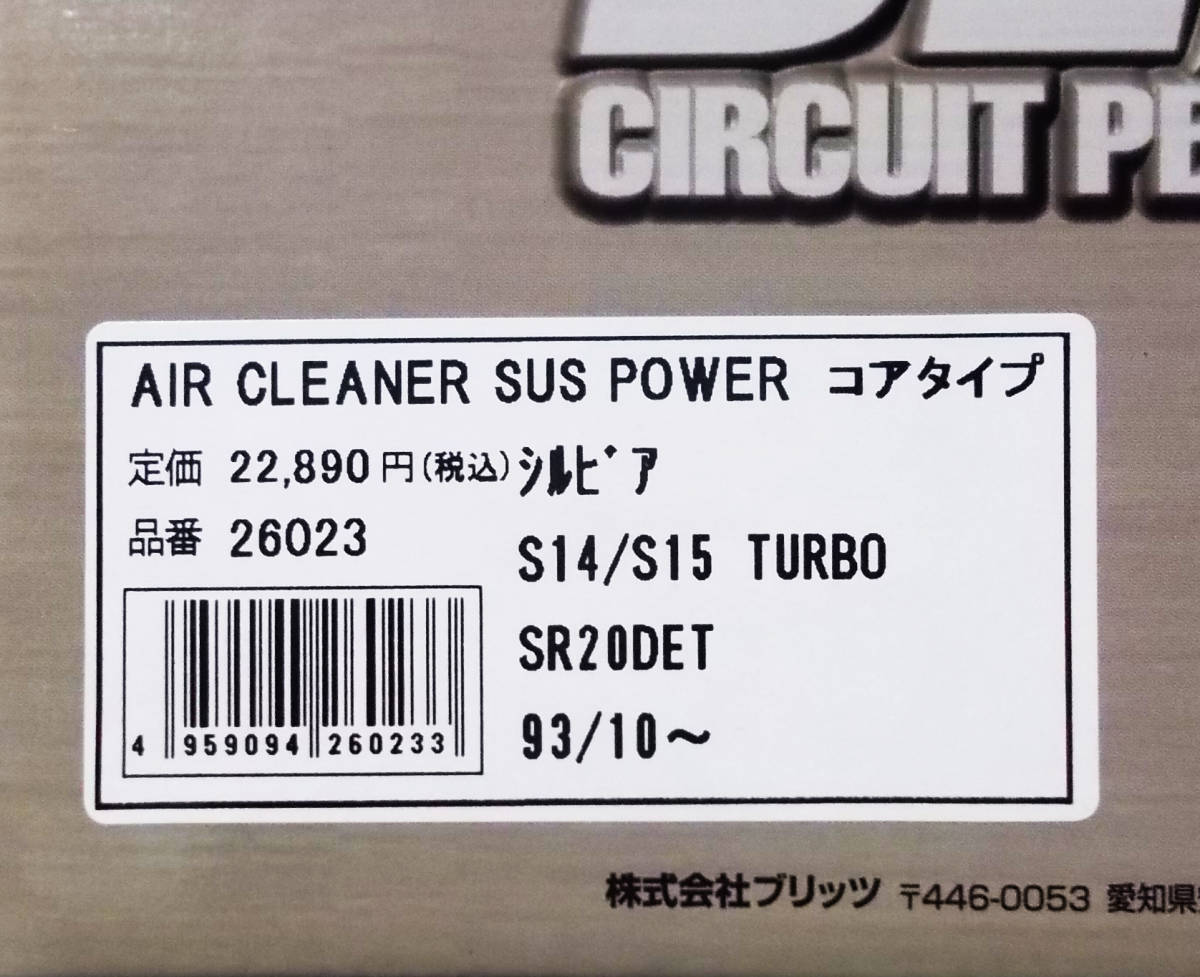 CIRCUIT
AIR CLEANER SUS POWER コアタイプ
定価 22,890円(税込)
品番 26023
シルビア
S14/S15 TURBO
SR20DET
93/10～
4 959094 260233
株式会社ブリッツ 〒446-0053 愛知県